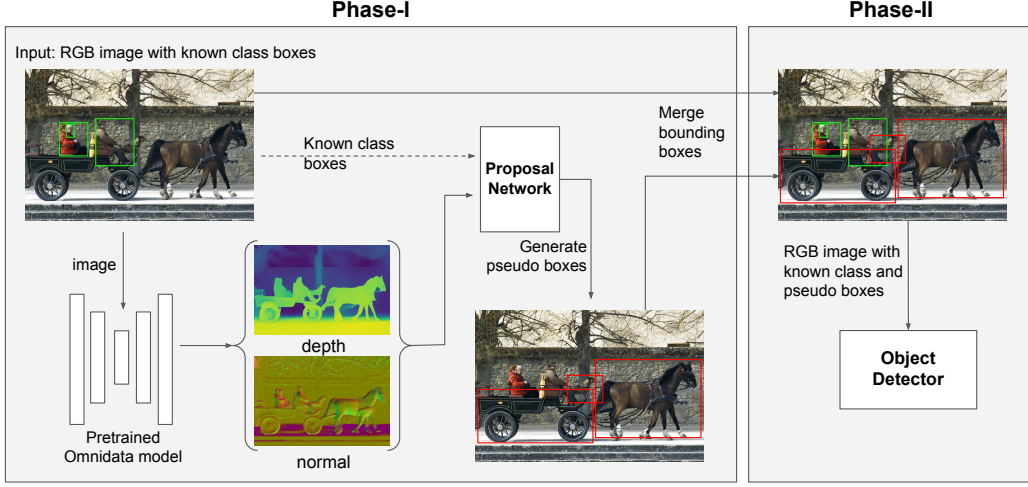 Phase-I
Phase-II
Input: RGB image with known class boxes
Known class
boxes
Merge
bounding
boxes
Proposal
Network
image
Generate
pseudo boxes
RGB image with
known class and
pseudo boxes
depth
Object
Detector
Pretrained
Omnidata model
normal